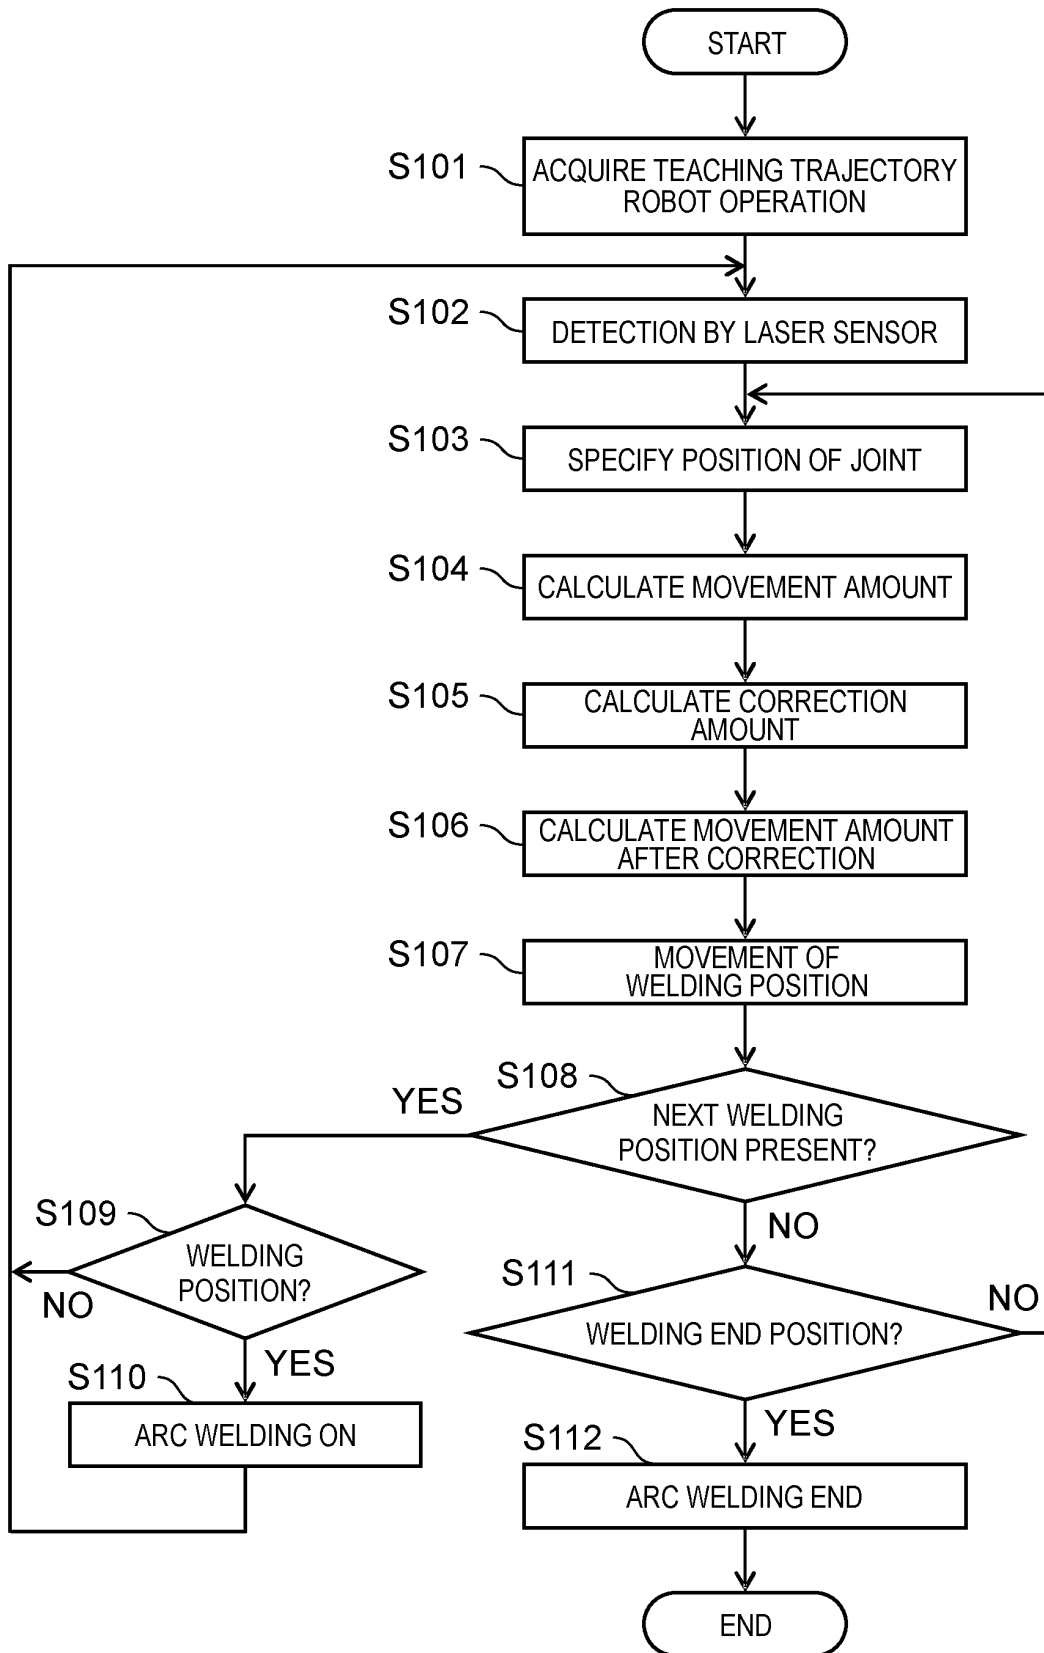 START
S101
ACQUIRE TEACHING TRAJECTORY
ROBOT OPERATION
S102
DETECTION BY LASER SENSOR
S103
SPECIFY POSITION OF JOINT
S104
CALCULATE MOVEMENT AMOUNT
S105
CALCULATE CORRECTION
AMOUNT
S106
CALCULATE MOVEMENT AMOUNT
AFTER CORRECTION
S107
MOVEMENT OF
WELDING POSITION
S108
YES
NEXT WELDING
POSITION PRESENT?
S109
NO
WELDING
POSITION?
NO
S111
NO
WELDING END POSITION?
YES
S110
ARC WELDING ON
YES
S112
ARC WELDING END
END